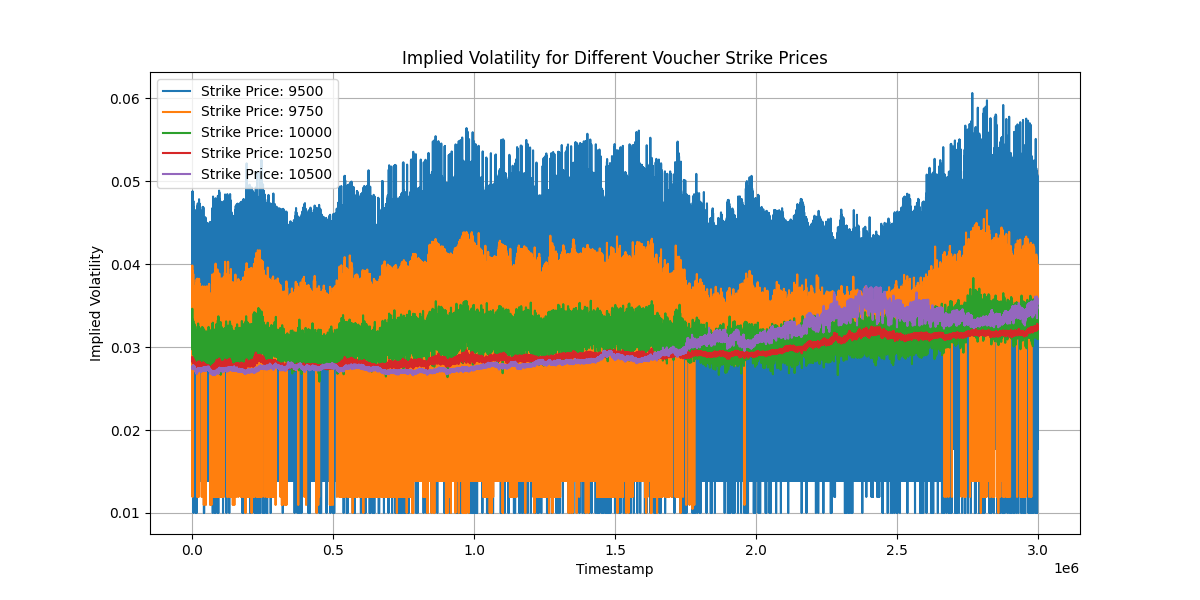 Implied Volatility for Different Voucher Strike Prices
Strike Price: 9500
Strike Price: 9750
Strike Price: 10000
Strike Price: 10250
Strike Price: 10500
0.06
0.05
0.04
0.03
0.02
0.01
Implied Volatility
0.0
0.5
1.0
1.5
2.0
2.5
3.0
1e6
Timestamp